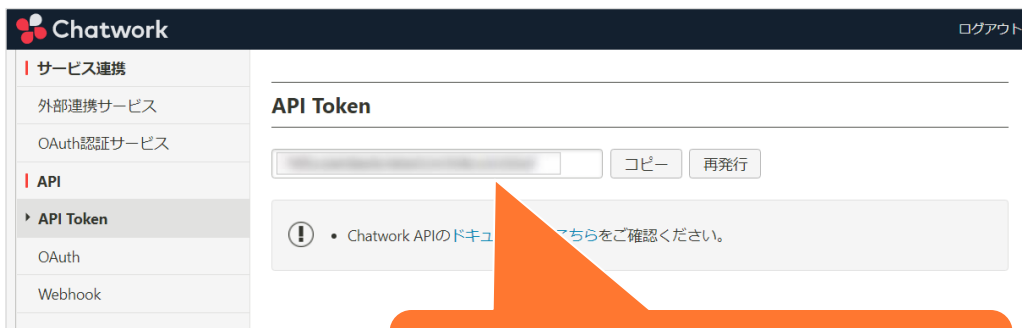 Chatwork
ログアウト
サービス連携
外部連携サービス
OAuth認証サービス
API
API Token
OAuth
Webhook
API Token
コピー
再発行
• Chatwork APIのドキュ ちらをご確認ください。